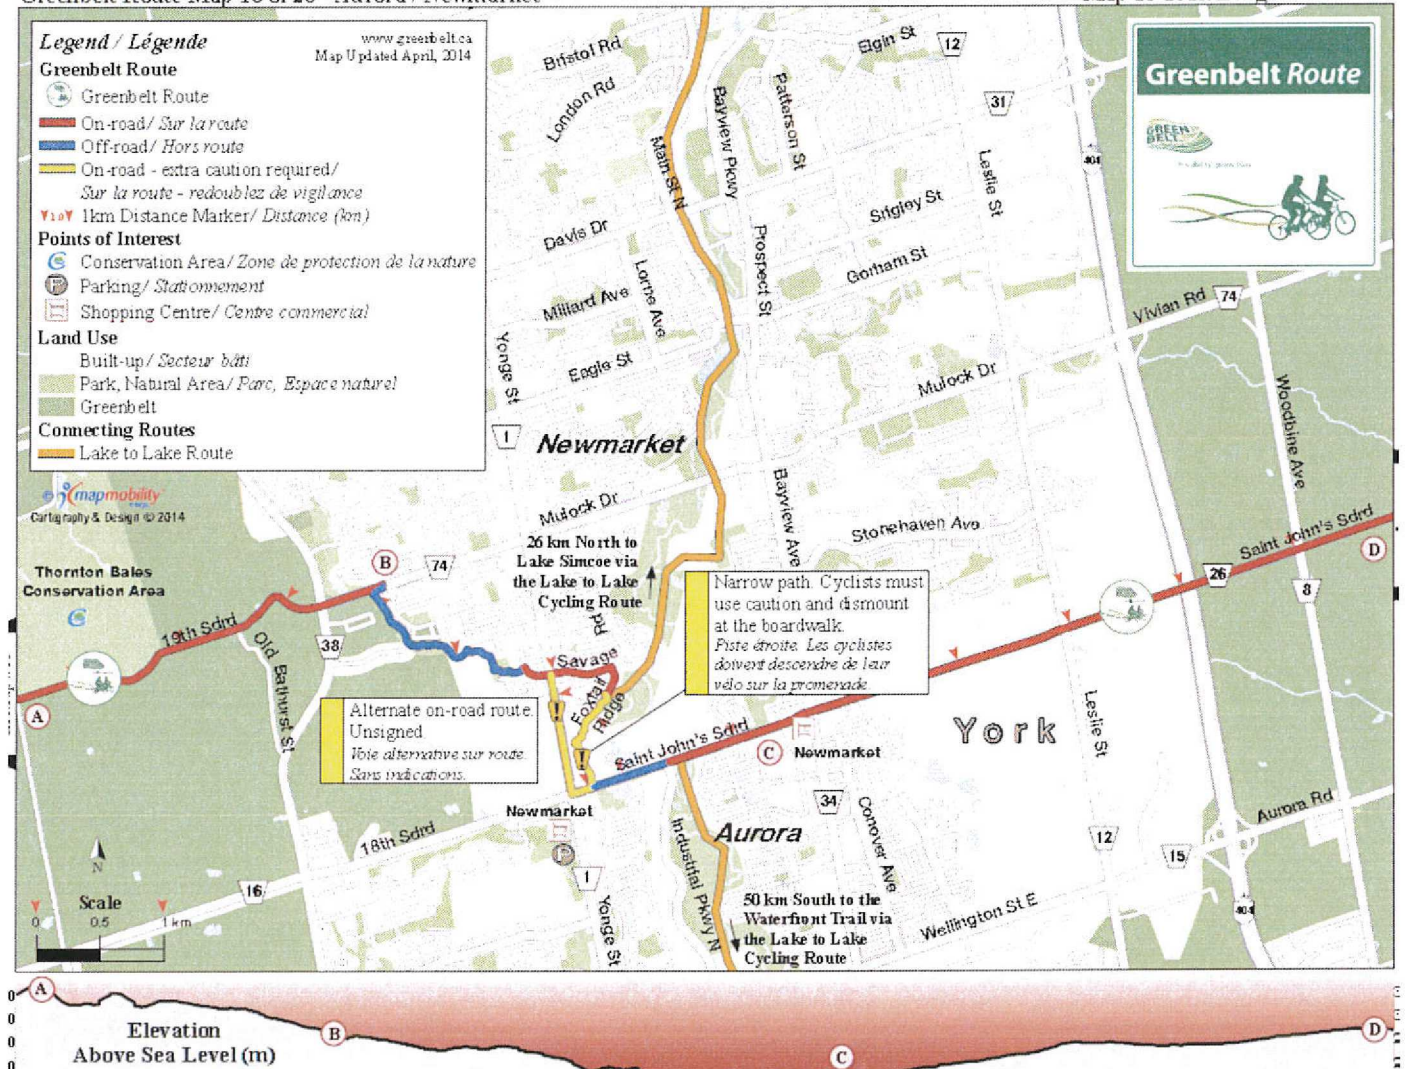 Legend / Légende
www.greenbelt.ca
Map Updated April, 2014
Greenbelt Route
Greenbelt Route
On-road/ Sur la route
Off-road/ Hors route
On-road - extra caution required/
Sur la route - redoublez de vigilance
1km Distance Marker/ Distance (km)
Points of Interest
Conservation Area/ Zone de protection de la nature
P Parking/ Stationnement
Shopping Centre/ Centre commercial
Land Use
Built-up/ Secteur bâti
Park, Natural Area/ Parc, Espace naturel
Greenbelt
Connecting Routes
Lake to Lake Route
mapmobility
Cartography & Design © 2014
Greenbelt Route
GREEN
BELT
Bristol Rd
London Rd
Main St N
Bayview Pkwy
Patterson St
Elgin St
12
31
Leslie St
404
Davis Dr
Srigley St
Prospect St
Gorham St
Millard Ave
Lorne Ave
Vivian Rd
74
Yonge St
Eagle St
Mulock Dr
Woodbine Ave
1
Newmarket
Mulock Dr
Bayview Ave
Stonehaven Ave
26 km North to
Lake Simcoe via
the Lake to Lake
Cycling Route
Saint John's Sdrd
D
26
8
B
74
Thornton Bales
Conservation Area
19th Sdrd
Old Bathurst St
38
A
Rd
Savage
Foxtail
Ridge
Narrow path. Cyclists must
use caution and dismount
at the boardwalk.
Piste étroite. Les cyclistes
doivent descendre de leur
vélo sur la promenade.
Alternate on-road route.
Unsigned
Voie alternative sur route.
Sans indications.
!
!
Saint John's Sdrd
C
Newmarket
York
Leslie St
Newmarket
P
18th Sdrd
16
1
Yonge St
Industrial Pkwy N
Aurora
34
Conover Ave
12
15
Aurora Rd
404
Wellington St E
50 km South to the
Waterfront Trail via
the Lake to Lake
Cycling Route
N
Scale
0 0.5 1 km
A
B
C
D
Elevation
Above Sea Level (m)